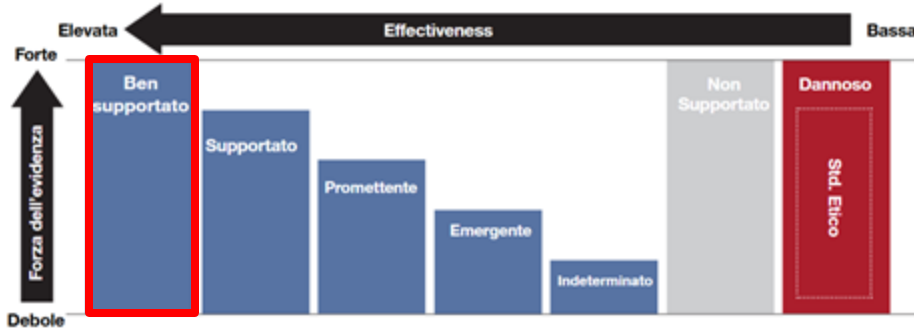 Elevata
Effectiveness
Bassa
Forte
Forza dell'evidenza
Debole
Ben
supportato
Supportato
Promettente
Emergente
Indeterminato
Non
Supportato
Dannoso
Std. Etico